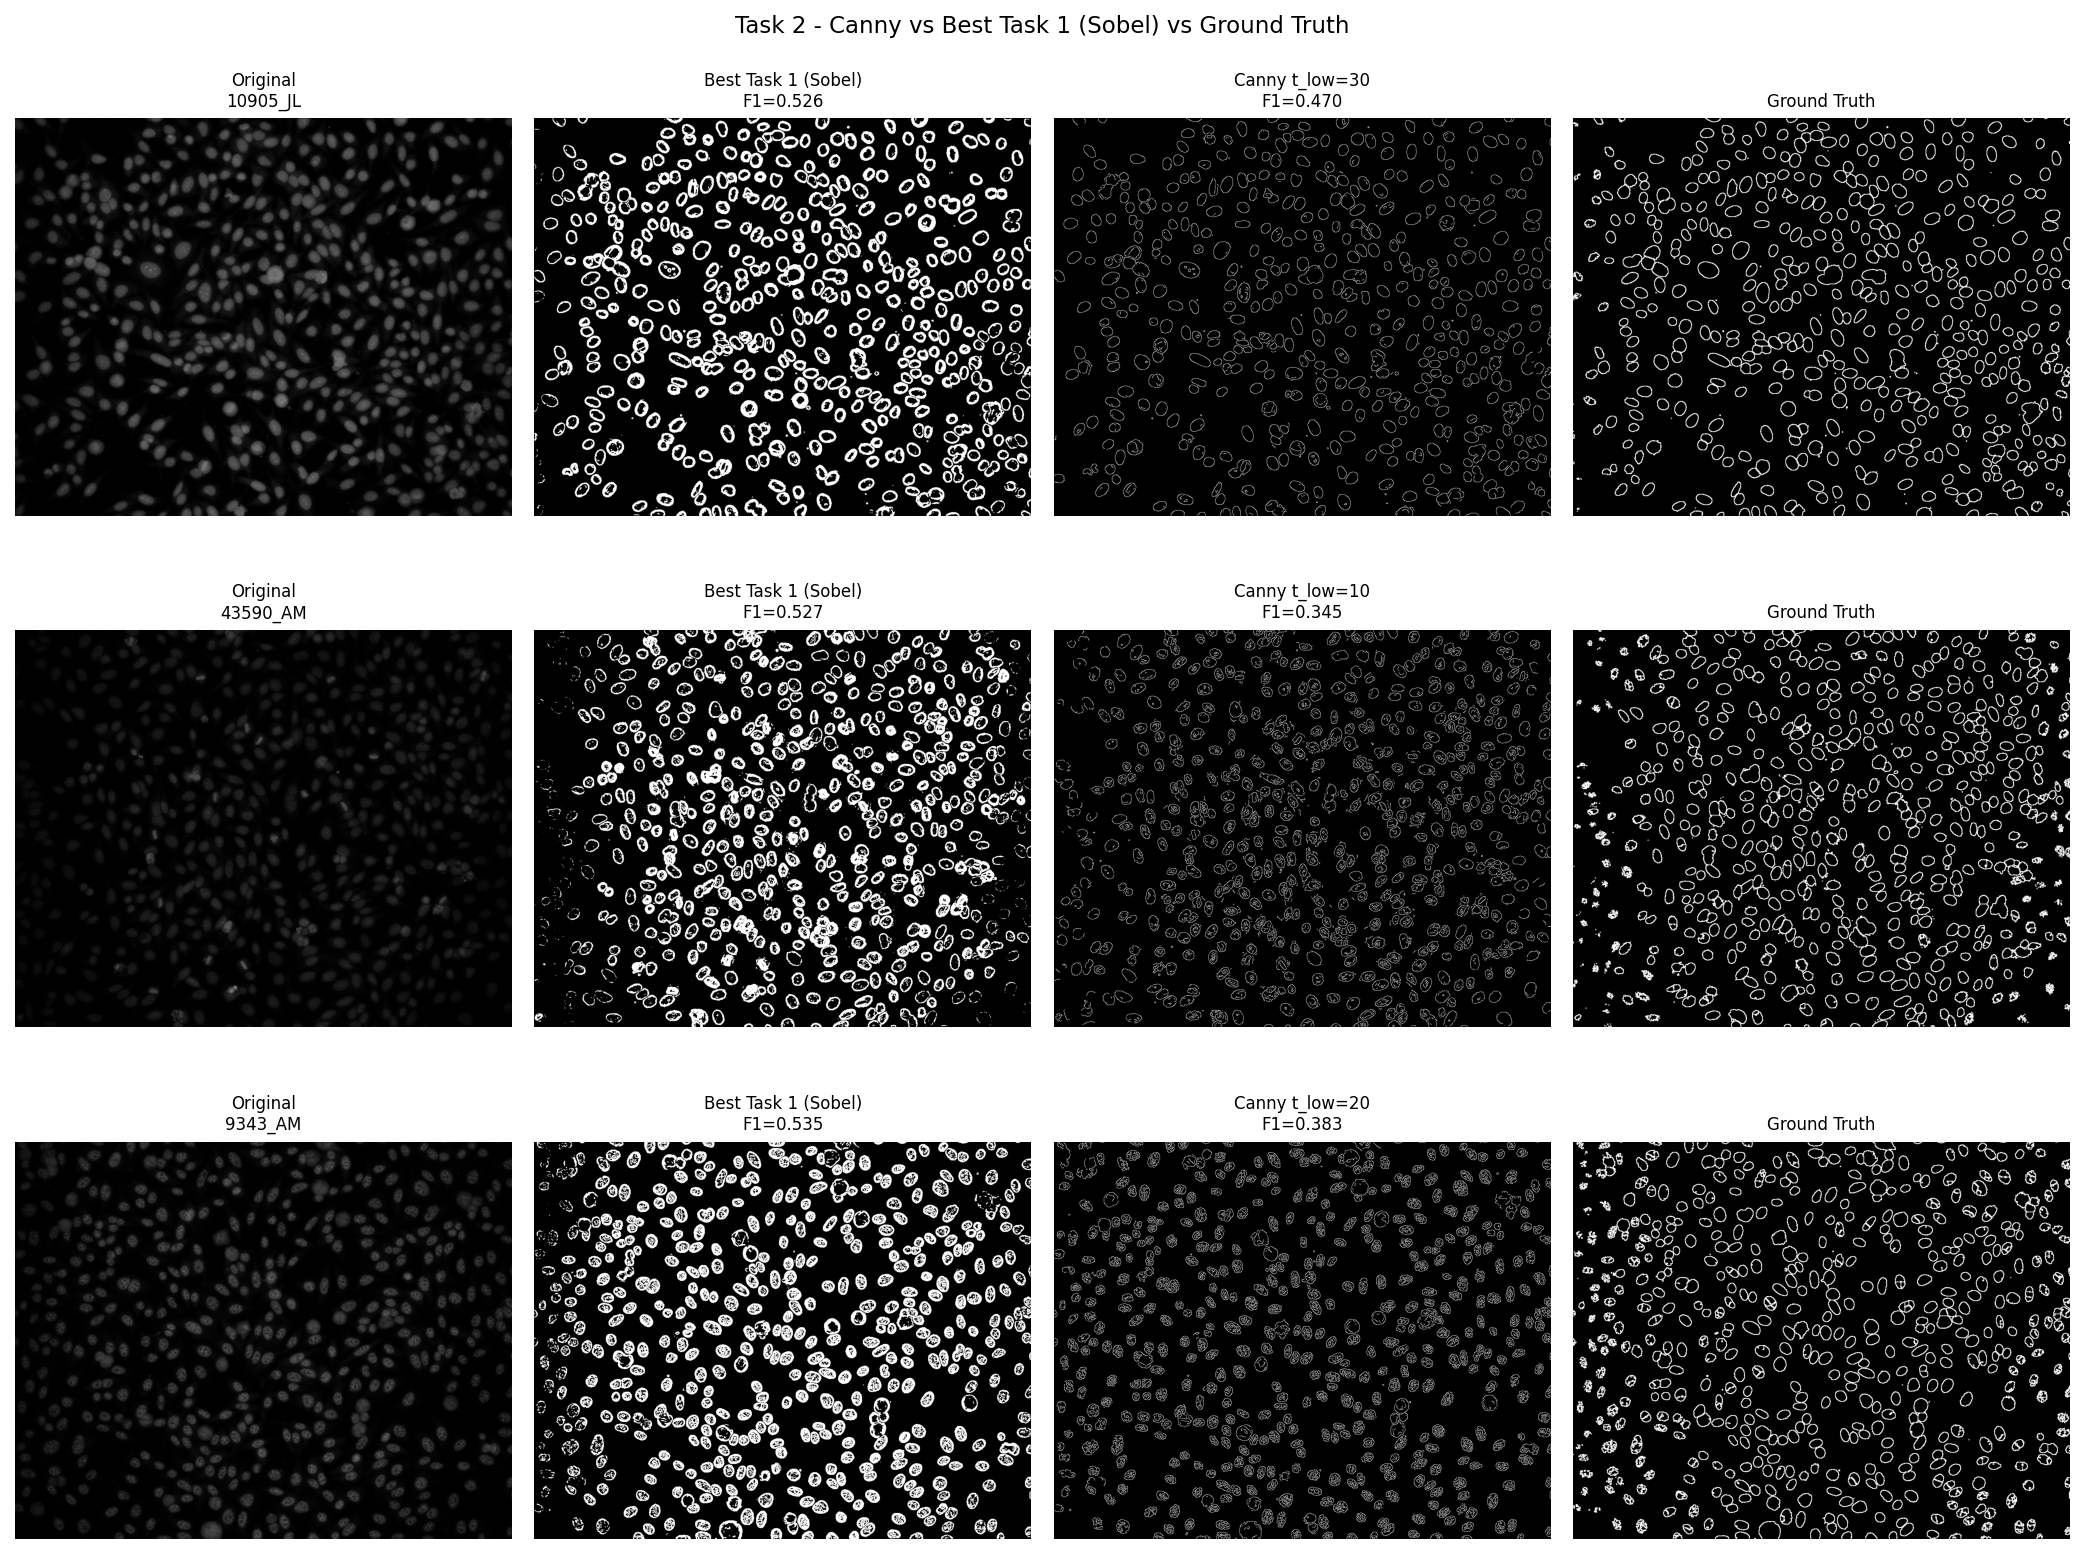 Task 2 - Canny vs Best Task 1 (Sobel) vs Ground Truth
Original
10905_JL
Best Task 1 (Sobel)
F1=0.526
Canny t_low=30
F1=0.470
Ground Truth
Original
43590_AM
Best Task 1 (Sobel)
F1=0.527
Canny t_low=10
F1=0.345
Ground Truth
Original
9343_AM
Best Task 1 (Sobel)
F1=0.535
Canny t_low=20
F1=0.383
Ground Truth